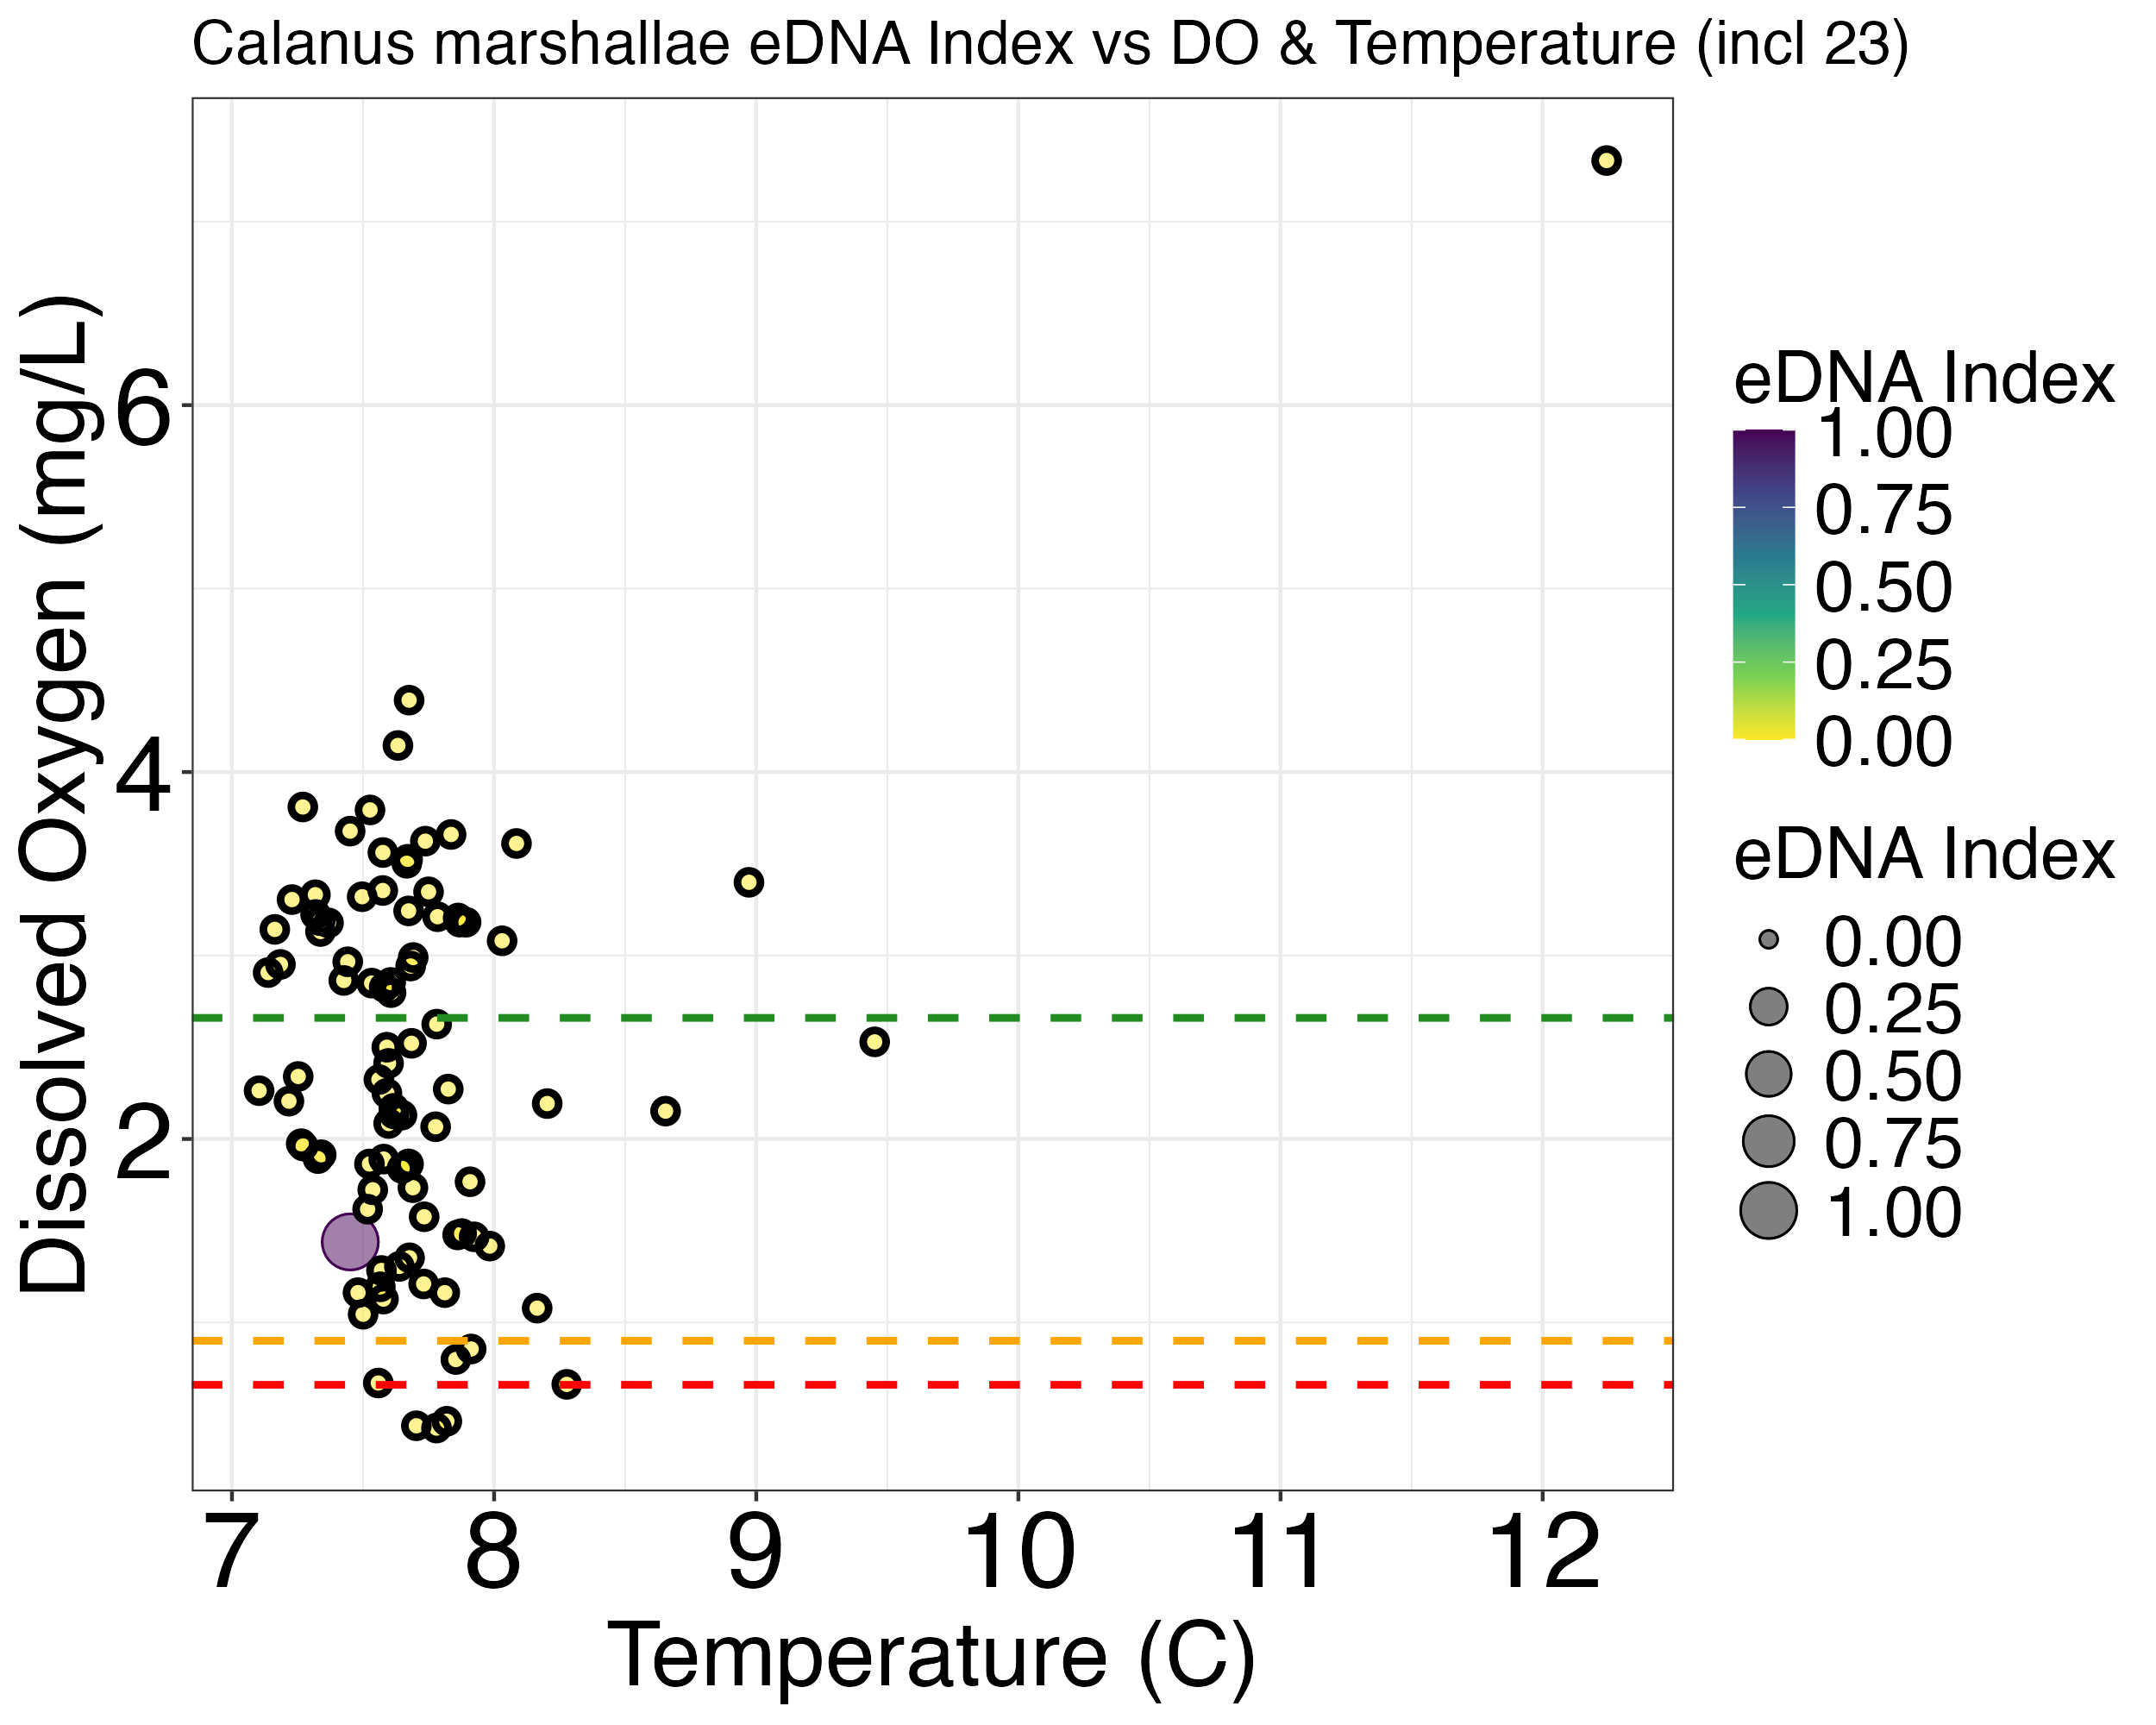 Calanus marshallae eDNA Index vs DO & Temperature (incl 23)
Dissolved Oxygen (mg/L)
6
4
2
7 8 9 10 11 12
Temperature (C)
eDNA Index
1.00
0.75
0.50
0.25
0.00
eDNA Index
0.00
0.25
0.50
0.75
1.00